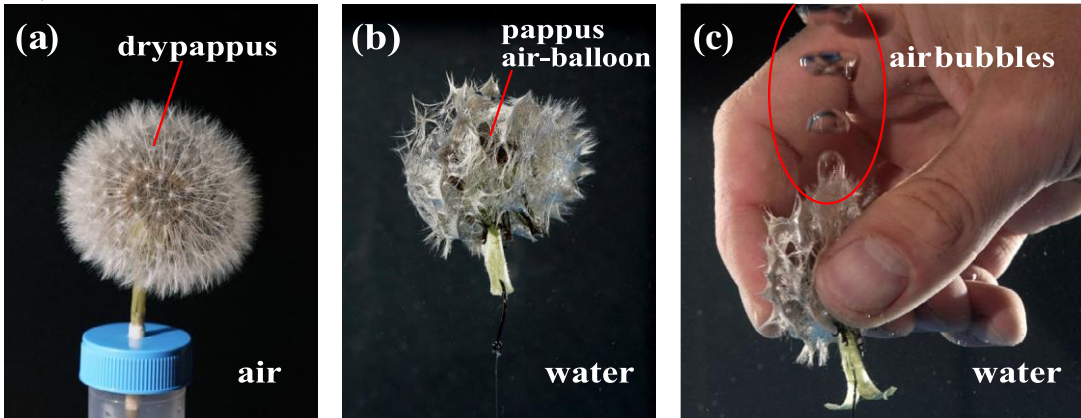 (a)
drypappus
air
(b)
pappus
air-balloon
water
(c)
airbubbles
water